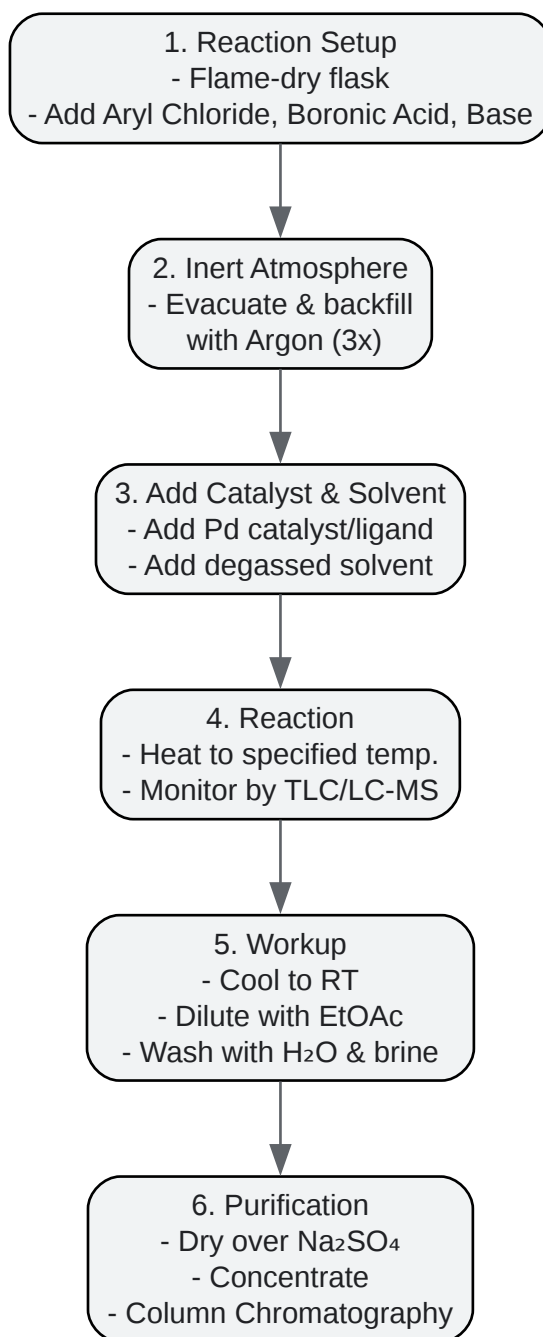 1. Reaction Setup
- Flame-dry flask
- Add Aryl Chloride, Boronic Acid, Base
2. Inert Atmosphere
- Evacuate & backfill
with Argon (3x)
3. Add Catalyst & Solvent
- Add Pd catalyst/ligand
- Add degassed solvent
4. Reaction
- Heat to specified temp.
- Monitor by TLC/LC-MS
5. Workup
- Cool to RT
- Dilute with EtOAc
- Wash with H₂O & brine
6. Purification
- Dry over Na₂SO₄
- Concentrate
- Column Chromatography